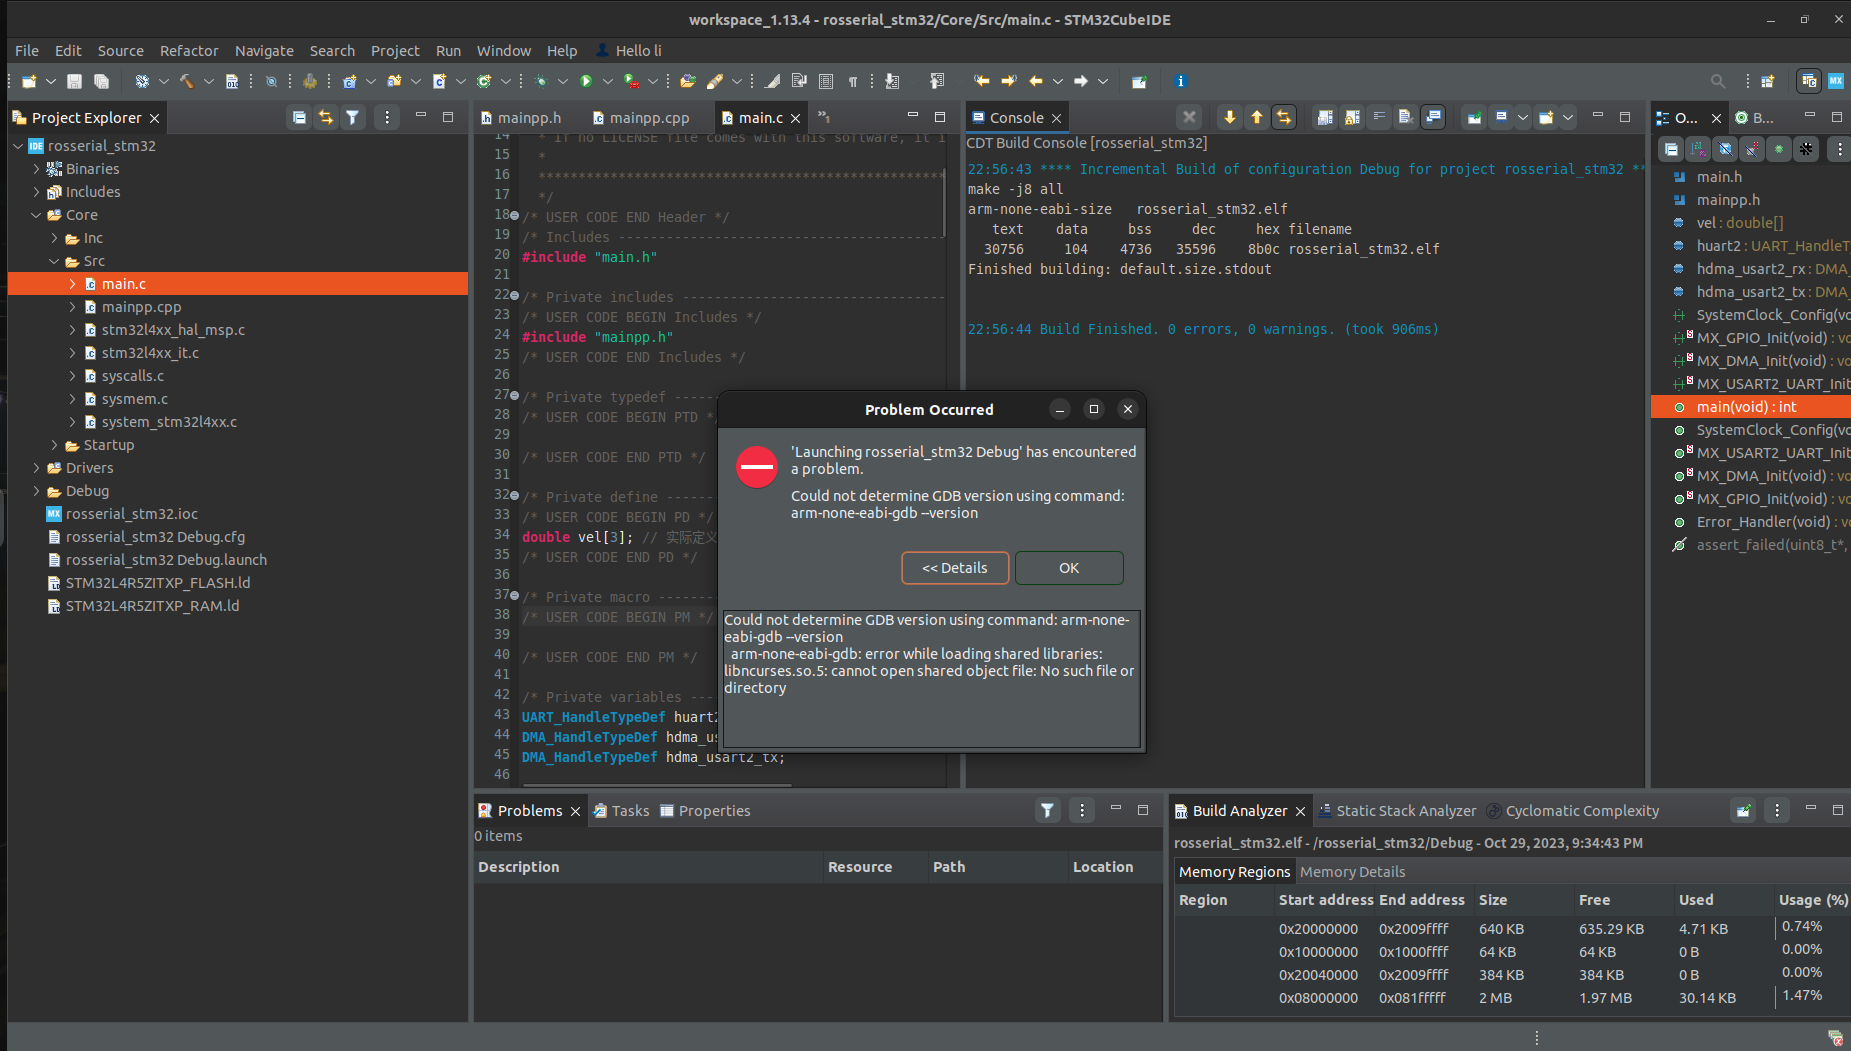 workspace_1.13.4 - rosserial_stm32/Core/Src/main.c - STM32CubeIDE
File Edit Source Refactor Navigate Search Project Run Window Help Hello li
Project Explorer
rosserial_stm32
Binaries
Includes
Core
Inc
Src
main.c
mainpp.cpp
stm32l4xx_hal_msp.c
stm32l4xx_it.c
syscalls.c
sysmem.c
system_stm32l4xx.c
Startup
Drivers
Debug
rosserial_stm32.ioc
rosserial_stm32 Debug.cfg
rosserial_stm32 Debug.launch
STM32L4R5ZITXP_FLASH.ld
STM32L4R5ZITXP_RAM.ld
mainpp.h mainpp.cpp main.c »1
14 * If no LICENSE file comes with this software, it i
15 *
16 ***************************************************
17 */
18 /* USER CODE END Header */
19 /* Includes -----------------------------------------
20 #include "main.h"
21
22 /* Private includes ---------------------------------
23 /* USER CODE BEGIN Includes */
24 #include "mainpp.h"
25 /* USER CODE END Includes */
26
27 /* Private typedef ------
28 /* USER CODE BEGIN PTD *
29
30 /* USER CODE END PTD */
31
32 /* Private define -------
33 /* USER CODE BEGIN PD */
34 double vel[3]; // 实际定义
35 /* USER CODE END PD */
36
37 /* Private macro --------
38 /* USER CODE BEGIN PM */
39
40 /* USER CODE END PM */
41
42 /* Private variables ---
43 UART_HandleTypeDef huart2
44 DMA_HandleTypeDef hdma_us
45 DMA_HandleTypeDef hdma_usart2_tx;
46
Console
CDT Build Console [rosserial_stm32]
22:56:43 **** Incremental Build of configuration Debug for project rosserial_stm32 **
make -j8 all
arm-none-eabi-size rosserial_stm32.elf
text data bss dec hex filename
30756 104 4736 35596 8b0c rosserial_stm32.elf
Finished building: default.size.stdout
22:56:44 Build Finished. 0 errors, 0 warnings. (took 906ms)
Problem Occurred
'Launching rosserial_stm32 Debug' has encountered
a problem.
Could not determine GDB version using command:
arm-none-eabi-gdb --version
<< Details OK
Could not determine GDB version using command: arm-none-
eabi-gdb --version
arm-none-eabi-gdb: error while loading shared libraries:
libncurses.so.5: cannot open shared object file: No such file or
directory
O... B...
main.h
mainpp.h
vel : double[]
huart2 : UART_HandleT
hdma_usart2_rx : DMA_
hdma_usart2_tx : DMA_
SystemClock_Config(vo
MX_GPIO_Init(void) : vo
MX_DMA_Init(void) : vo
MX_USART2_UART_Init
main(void) : int
SystemClock_Config(vo
MX_USART2_UART_Init
MX_DMA_Init(void) : vo
MX_GPIO_Init(void) : vo
Error_Handler(void) : vo
assert_failed(uint8_t*,
Problems Tasks Properties
0 items
Description Resource Path Location
Build Analyzer Static Stack Analyzer Cyclomatic Complexity
rosserial_stm32.elf - /rosserial_stm32/Debug - Oct 29, 2023, 9:34:43 PM
Memory Regions Memory Details
Region Start address End address Size Free Used Usage (%)
0x20000000 0x2009ffff 640 KB 635.29 KB 4.71 KB 0.74%
0x10000000 0x1000ffff 64 KB 64 KB 0 B 0.00%
0x20040000 0x2009ffff 384 KB 384 KB 0 B 0.00%
0x08000000 0x081fffff 2 MB 1.97 MB 30.14 KB 1.47%